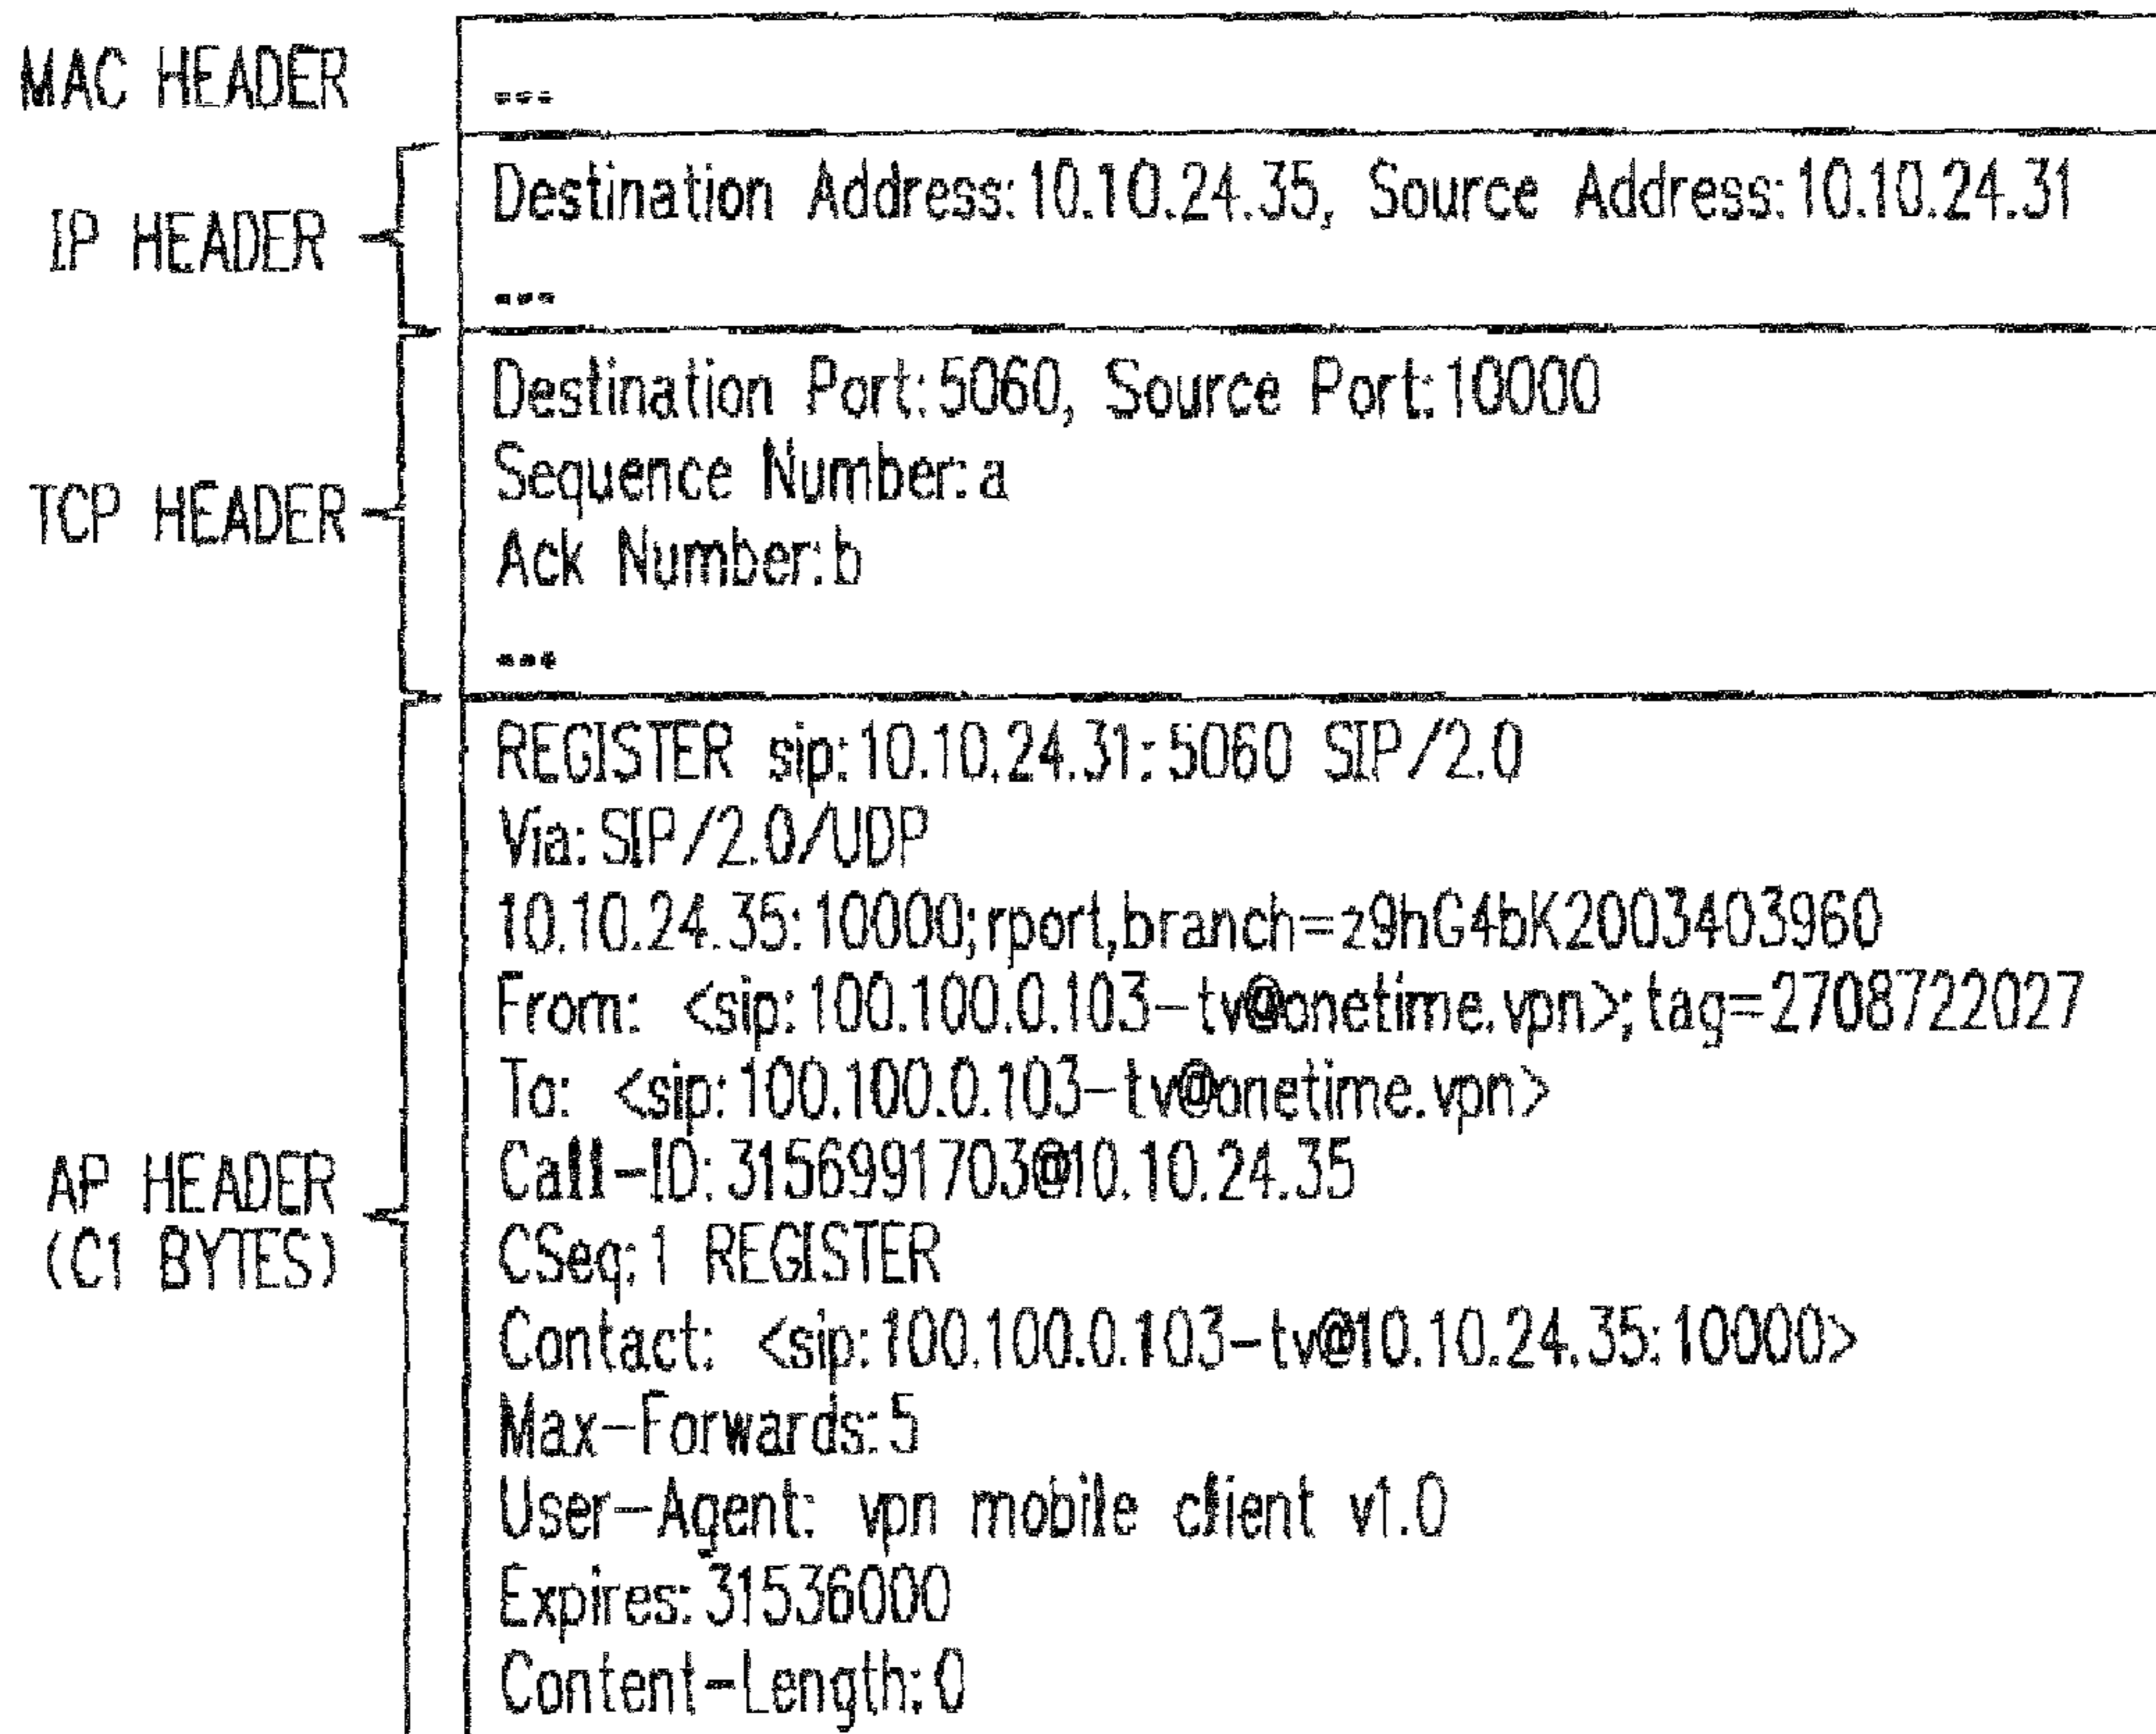 MAC HEADER
...
IP HEADER
Destination Address:10.10.24.35, Source Address:10.10.24.31
...
TCP HEADER
Destination Port:5060, Source Port:10000
Sequence Number:a
Ack Number:b
...
AP HEADER
(C1 BYTES)
REGISTER sip:10.10.24.31:5060 SIP/2.0
Via:SIP/2.0/UDP
10.10.24.35:10000;rport,branch=z9hG4bK2003403960
From: <sip:100.100.0.103-tv@onetime.vpn>;tag=2708722027
To: <sip:100.100.0.103-tv@onetime.vpn>
Call-ID:3156991703@10.10.24.35
CSeq:1 REGISTER
Contact: <sip:100.100.0.103-tv@10.10.24.35:10000>
Max-Forwards:5
User-Agent: vpn mobile client v1.0
Expires:31536000
Content-Length:0